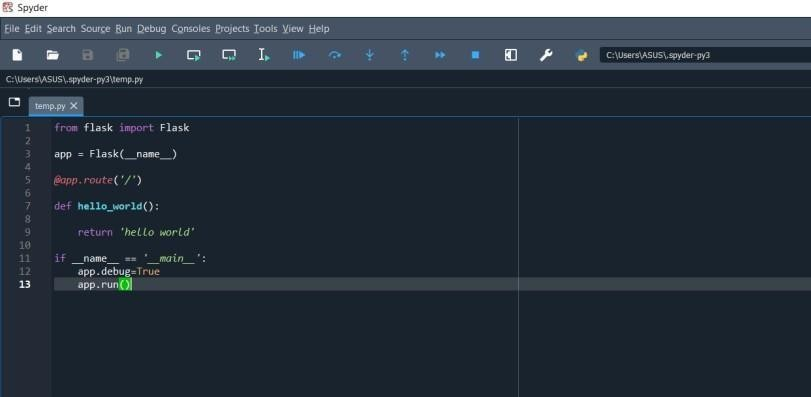 Spyder
File Edit Search Source Run Debug Consoles Projects Tools View Help
C:\Users\ASUS\.spyder-py3
C:\Users\ASUS\.spyder-py3\temp.py
temp.py
1 from flask import Flask
2
3 app = Flask(__name__)
4
5 @app.route('/')
6
7 def hello_world():
8
9 return 'hello world'
10
11 if __name__ == '__main__':
12 app.debug=True
13 app.run()